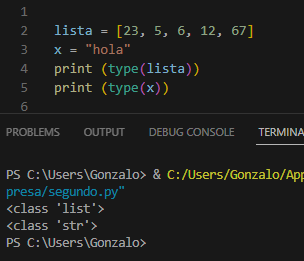 1
2 lista = [23, 5, 6, 12, 67]
3 x = "hola"
4 print (type(lista))
5 print (type(x))
6
PROBLEMS OUTPUT DEBUG CONSOLE TERMINA
PS C:\Users\Gonzalo> & C:/Users/Gonzalo/App
presa/segundo.py"
<class 'list'>
<class 'str'>
PS C:\Users\Gonzalo>